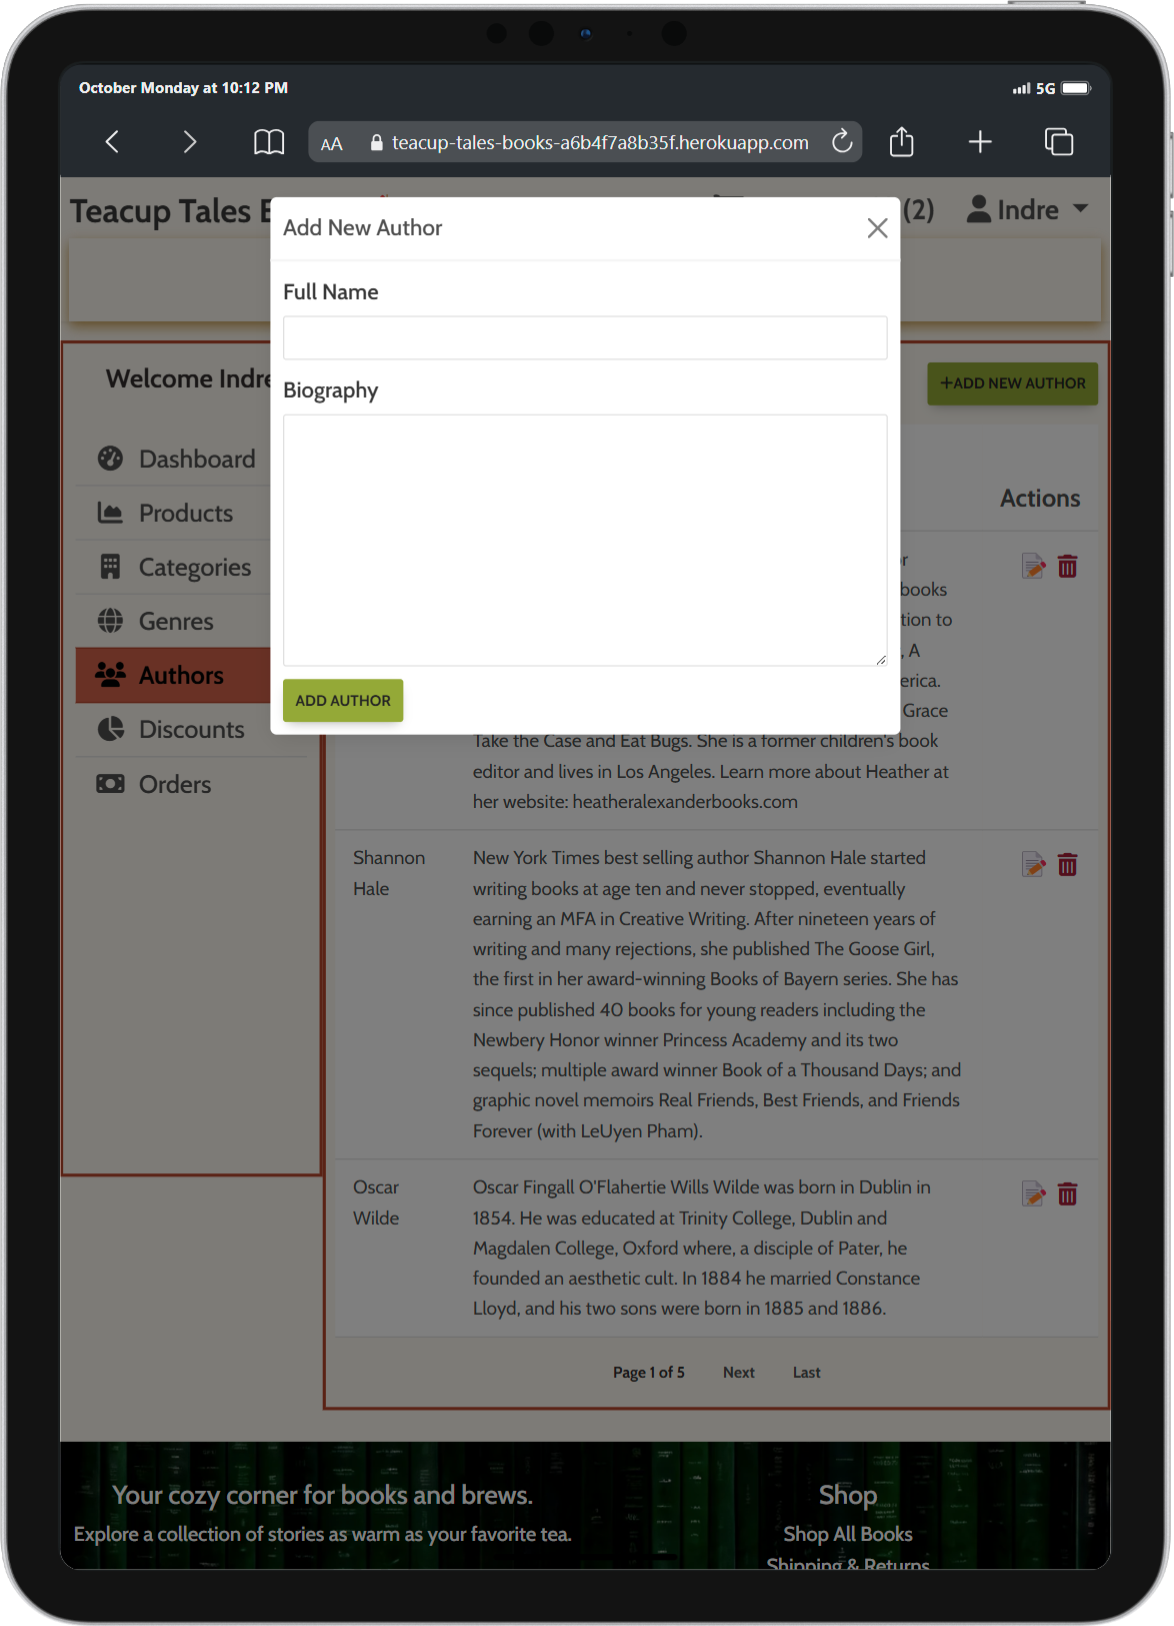 October Monday at 10:12 PM
5G
AA teacup-tales-books-a6b4f7a8b35f.herokuapp.com
Teacup Tales
(2) Indre
Add New Author
Full Name
Biography
ADD AUTHOR
Welcome Indre
+ADD NEW AUTHOR
Dashboard
Products
Categories
Genres
Authors
Discounts
Orders
Actions
books
tion to
, A
erica.
Grace
Take the Case and Eat Bugs. She is a former children's book
editor and lives in Los Angeles. Learn more about Heather at
her website: heatheralexanderbooks.com
Shannon
Hale
New York Times best selling author Shannon Hale started
writing books at age ten and never stopped, eventually
earning an MFA in Creative Writing. After nineteen years of
writing and many rejections, she published The Goose Girl,
the first in her award-winning Books of Bayern series. She has
since published 40 books for young readers including the
Newbery Honor winner Princess Academy and its two
sequels; multiple award winner Book of a Thousand Days; and
graphic novel memoirs Real Friends, Best Friends, and Friends
Forever (with LeUyen Pham).
Oscar
Wilde
Oscar Fingall O'Flahertie Wills Wilde was born in Dublin in
1854. He was educated at Trinity College, Dublin and
Magdalen College, Oxford where, a disciple of Pater, he
founded an aesthetic cult. In 1884 he married Constance
Lloyd, and his two sons were born in 1885 and 1886.
Page 1 of 5 Next Last
Your cozy corner for books and brews.
Explore a collection of stories as warm as your favorite tea.
Shop
Shop All Books
Shipping & Returns